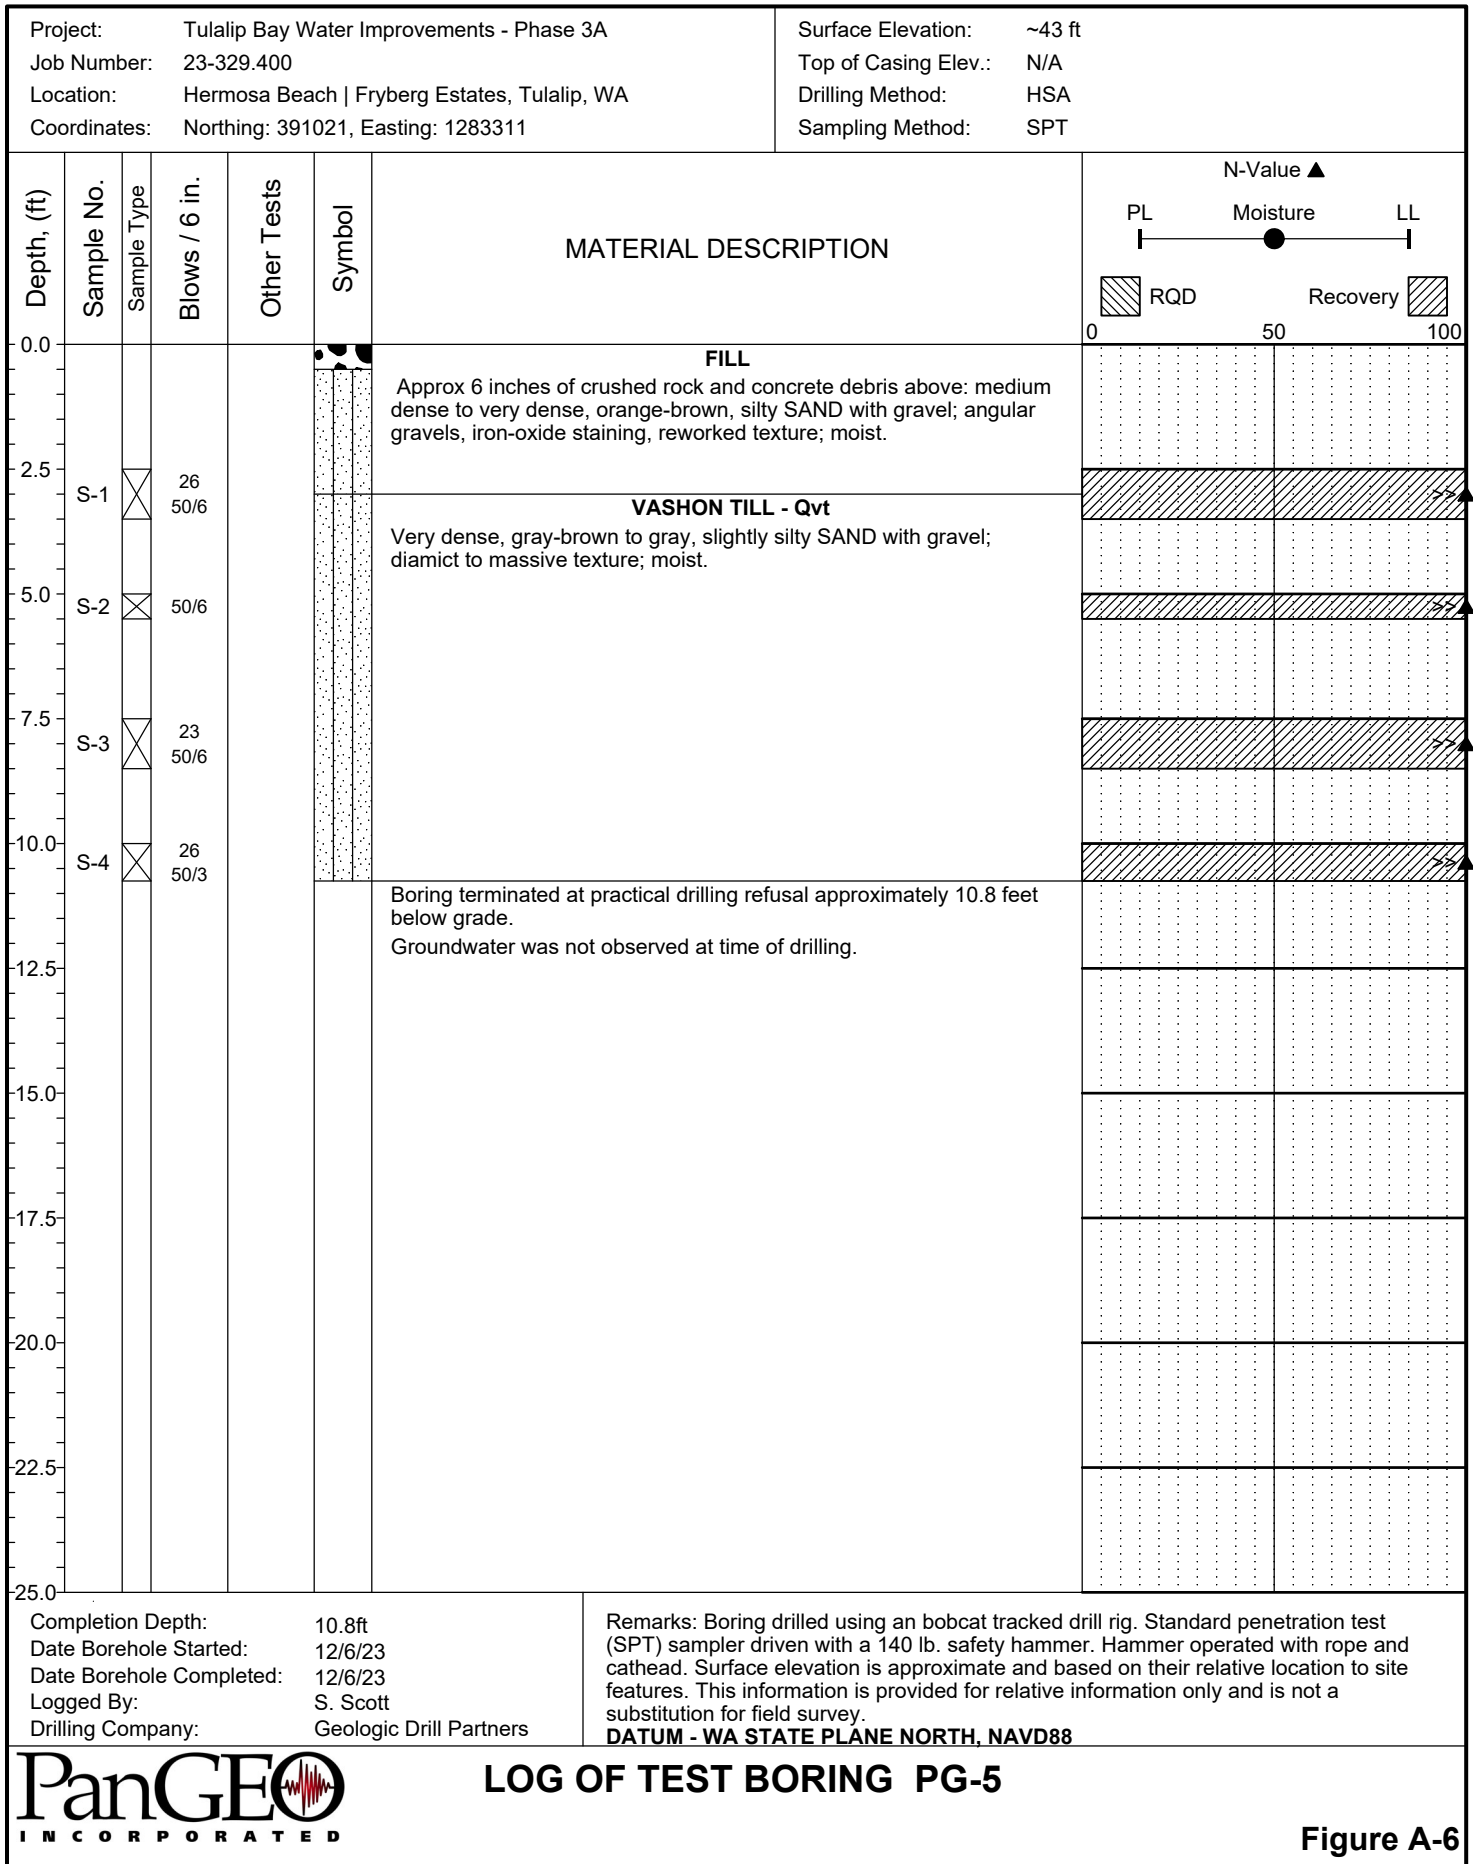 Project: Tulalip Bay Water Improvements - Phase 3A
Job Number: 23-329.400
Location: Hermosa Beach | Fryberg Estates, Tulalip, WA
Coordinates: Northing: 391021, Easting: 1283311
Surface Elevation: ~43 ft
Top of Casing Elev.: N/A
Drilling Method: HSA
Sampling Method: SPT
Depth, (ft)
Sample No.
Sample Type
Blows / 6 in.
Other Tests
Symbol
MATERIAL DESCRIPTION
N-Value ▲
PL Moisture LL
RQD Recovery
0 50 100
0.0
FILL
Approx 6 inches of crushed rock and concrete debris above: medium
dense to very dense, orange-brown, silty SAND with gravel; angular
gravels, iron-oxide staining, reworked texture; moist.
2.5
S-1
26
50/6
>>
VASHON TILL - Qvt
Very dense, gray-brown to gray, slightly silty SAND with gravel;
diamict to massive texture; moist.
5.0
S-2
50/6
>>
7.5
S-3
23
50/6
>>
10.0
S-4
26
50/3
>>
Boring terminated at practical drilling refusal approximately 10.8 feet
below grade.
Groundwater was not observed at time of drilling.
12.5
15.0
17.5
20.0
22.5
25.0
Completion Depth: 10.8ft
Date Borehole Started: 12/6/23
Date Borehole Completed: 12/6/23
Logged By: S. Scott
Drilling Company: Geologic Drill Partners
Remarks: Boring drilled using an bobcat tracked drill rig. Standard penetration test
(SPT) sampler driven with a 140 lb. safety hammer. Hammer operated with rope and
cathead. Surface elevation is approximate and based on their relative location to site
features. This information is provided for relative information only and is not a
substitution for field survey.
DATUM - WA STATE PLANE NORTH, NAVD88
PanGEO
INCORPORATED
LOG OF TEST BORING PG-5
Figure A-6